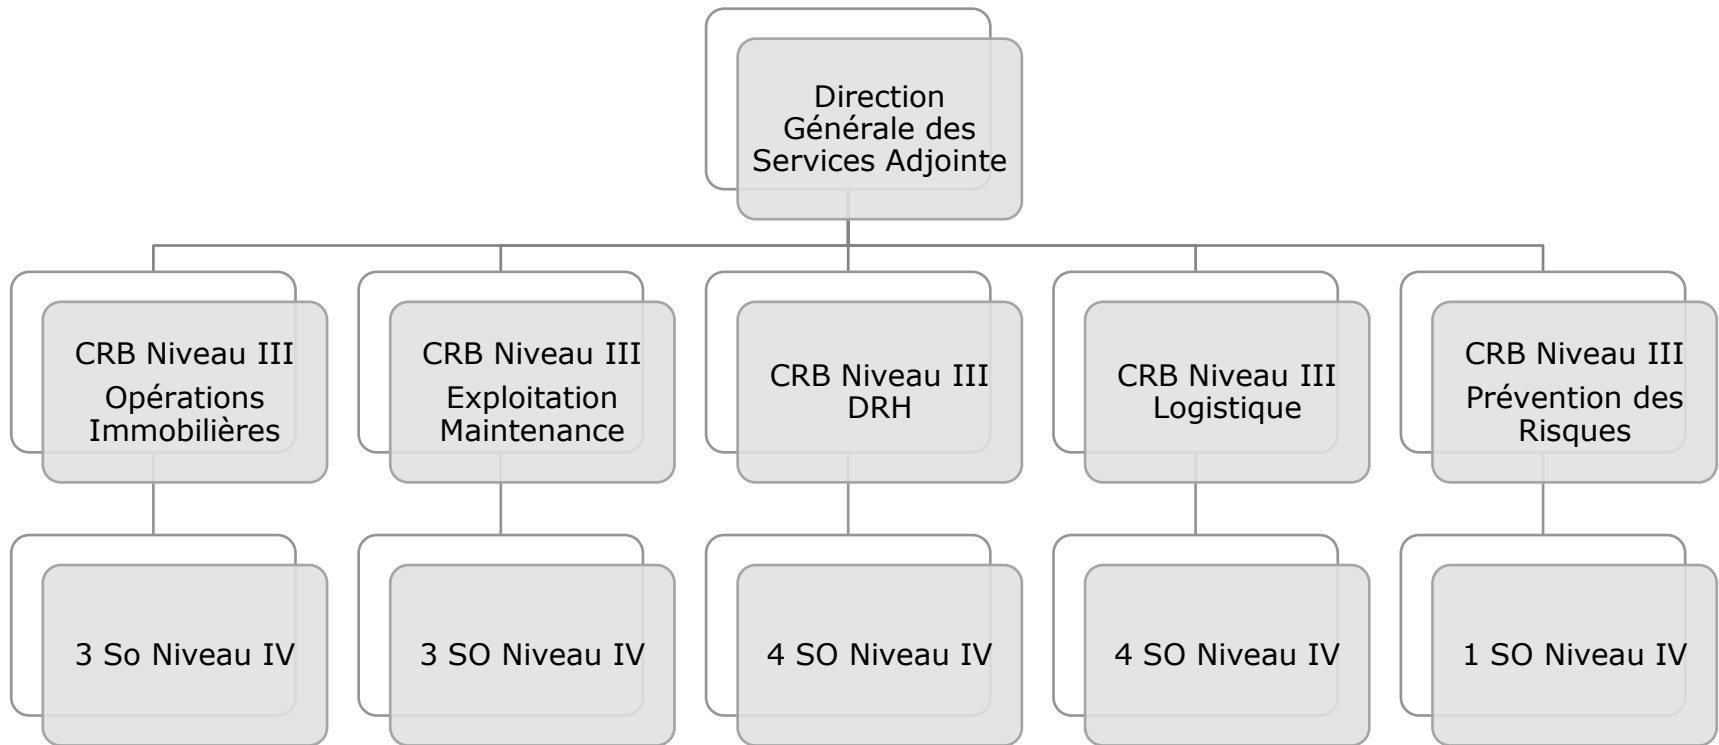 Direction
Générale des
Services Adjointe
CRB Niveau III
Opérations
Immobilières
CRB Niveau III
Exploitation
Maintenance
CRB Niveau III
DRH
CRB Niveau III
Logistique
CRB Niveau III
Prévention des
Risques
3 So Niveau IV
3 SO Niveau IV
4 SO Niveau IV
4 SO Niveau IV
1 SO Niveau IV